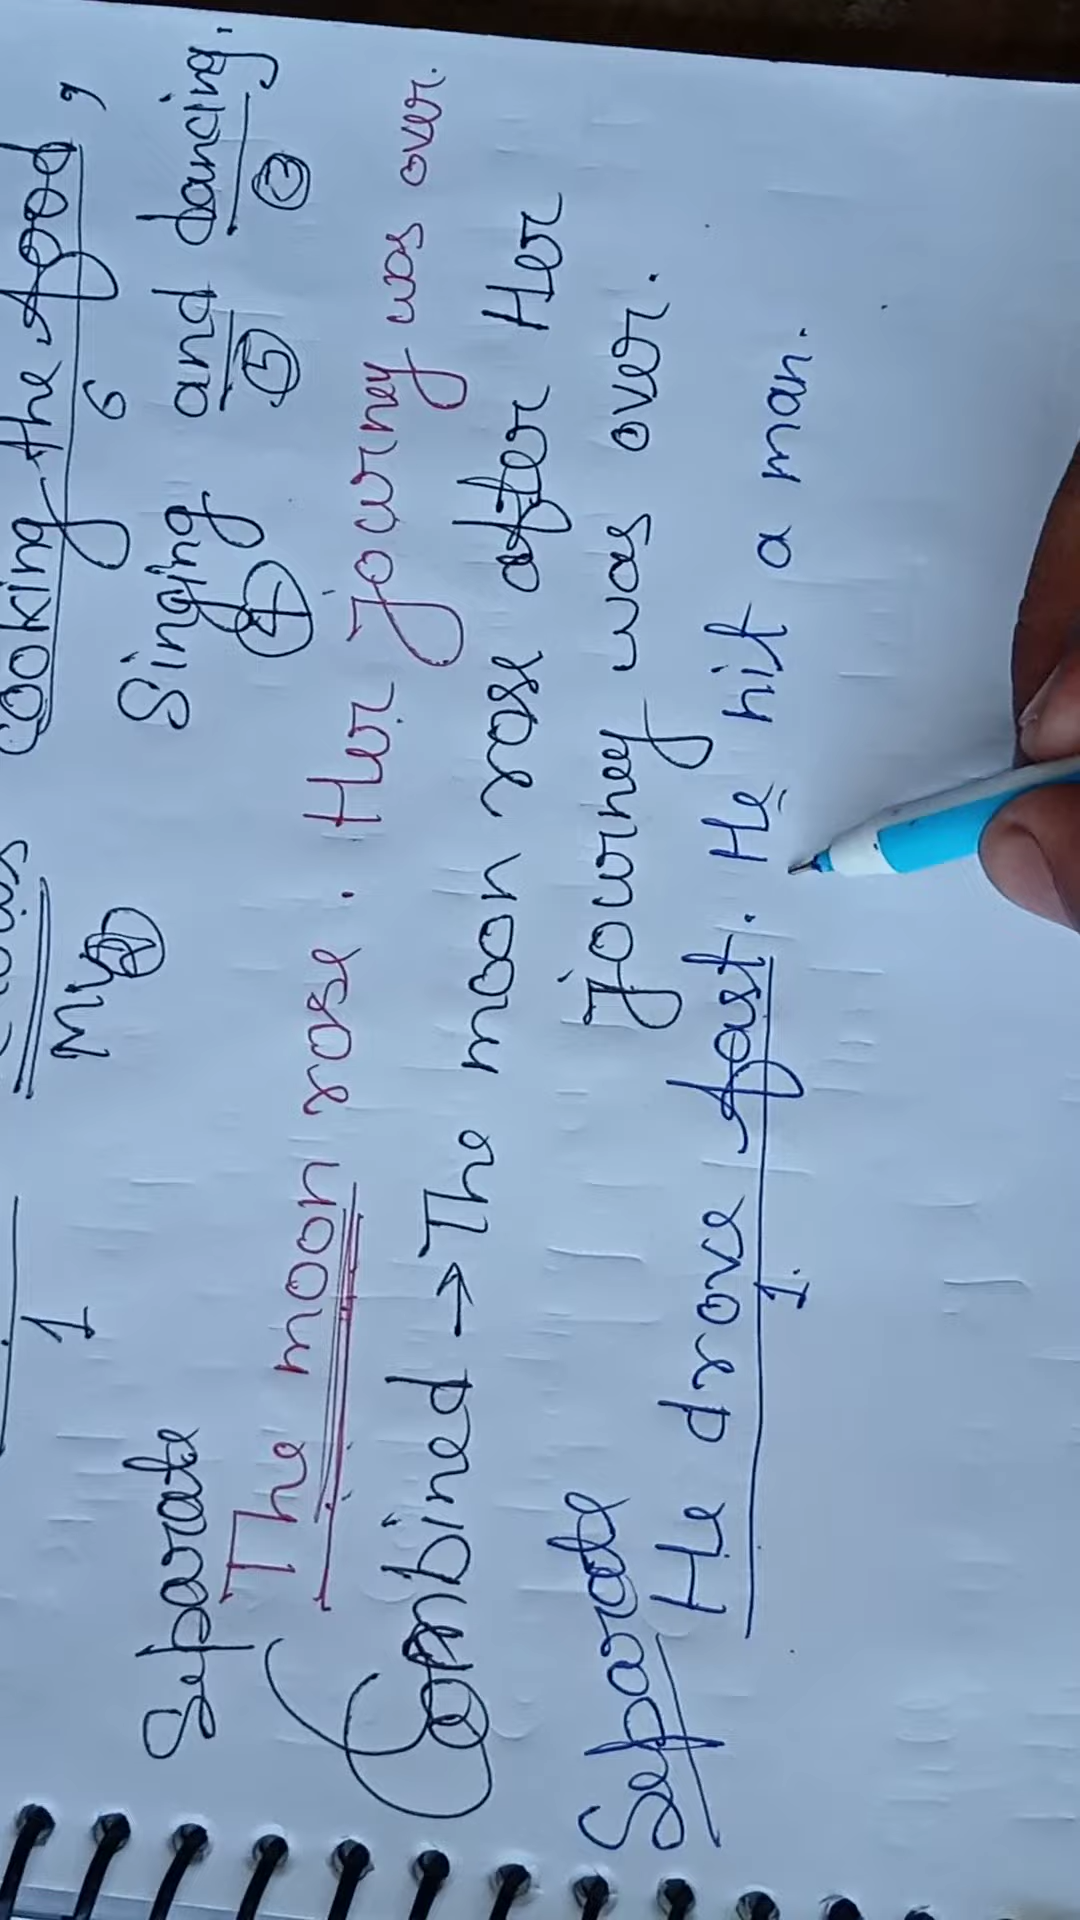 cooking the food,
6
Singing and dancing.
4 5 3
My
1
Separate
The moon rose. Her journey was over.
Combined → The moon rose after Her
journey was over.
Separate
He drove fast. He hit a man.
1.